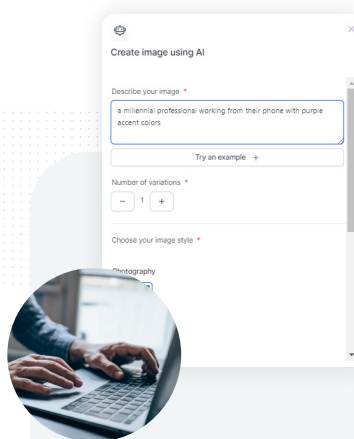 Create image using AI
Describe your image *
a millennial professional working from their phone with purple
accent colors
Try an example +
Number of variations *
− 1 +
Choose your image style *
Photography